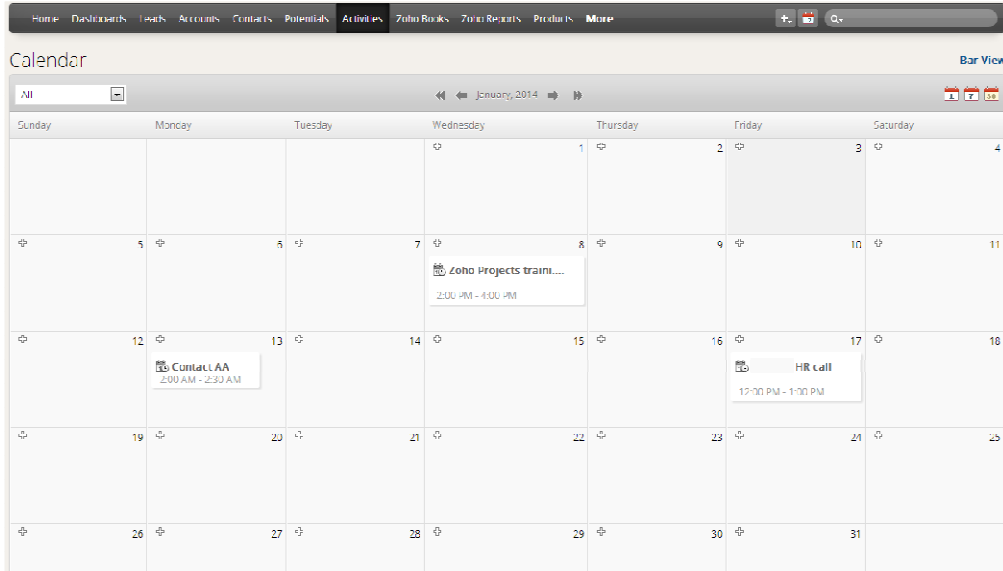 Home Dashboards Leads Accounts Contacts Potentials Activities Zoho Books Zoho Reports Products More
Calendar
Bar View
All
January, 2014
1 7 30
Sunday Monday Tuesday Wednesday Thursday Friday Saturday
1 2 3 4
5 6 7 8 9 10 11
Zoho Projects traini....
2:00 PM - 4:00 PM
12 13 14 15 16 17 18
Contact AA HR call
2:00 AM - 2:30 AM
12:00 PM - 1:00 PM
19 20 21 22 23 24 25
26 27 28 29 30 31